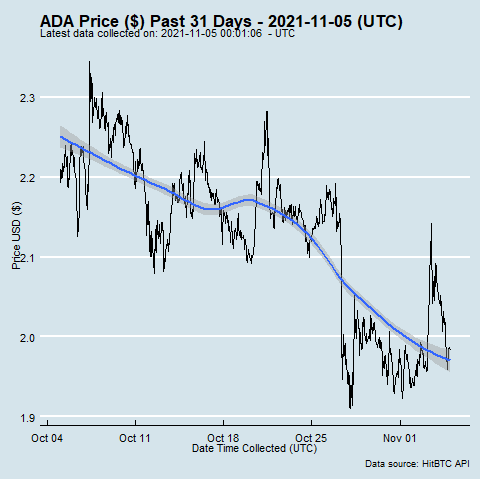 ADA Price ($) Past 31 Days - 2021-11-05 (UTC)
Latest data collected on: 2021-11-05 00:01:06 - UTC
2.3
2.2
2.1
2.0
1.9
Price USD ($)
Oct 04 Oct 11 Oct 18 Oct 25 Nov 01
Date Time Collected (UTC)
Data source: HitBTC API